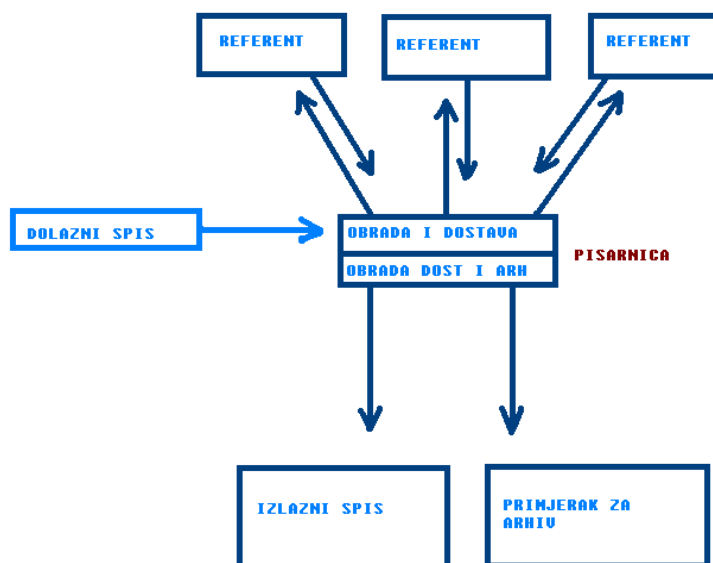 REFERENT
REFERENT
REFERENT
DOLAZNI SPIS
OBRADA I DOSTAVA
OBRADA DOST I ARH
PISARNICA
IZLAZNI SPIS
PRIMJERAK ZA
ARHIV